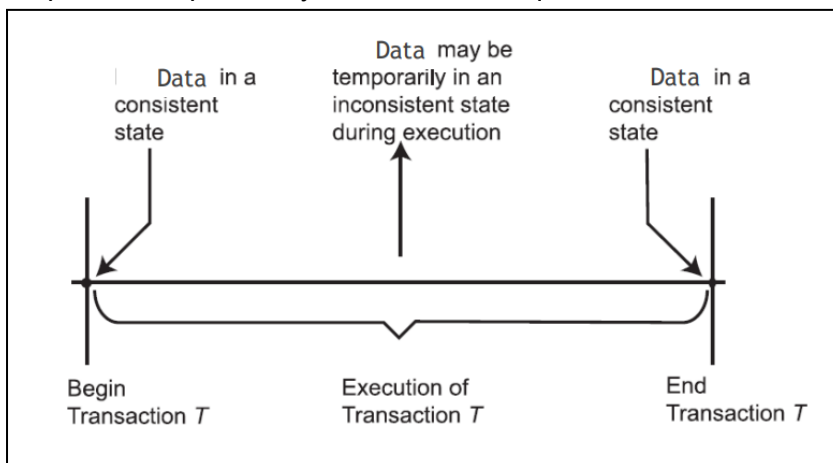 Data in a
consistent
state
Data may be
temporarily in an
inconsistent state
during execution
Data in a
consistent
state
Begin
Transaction T
Execution of
Transaction T
End
Transaction T